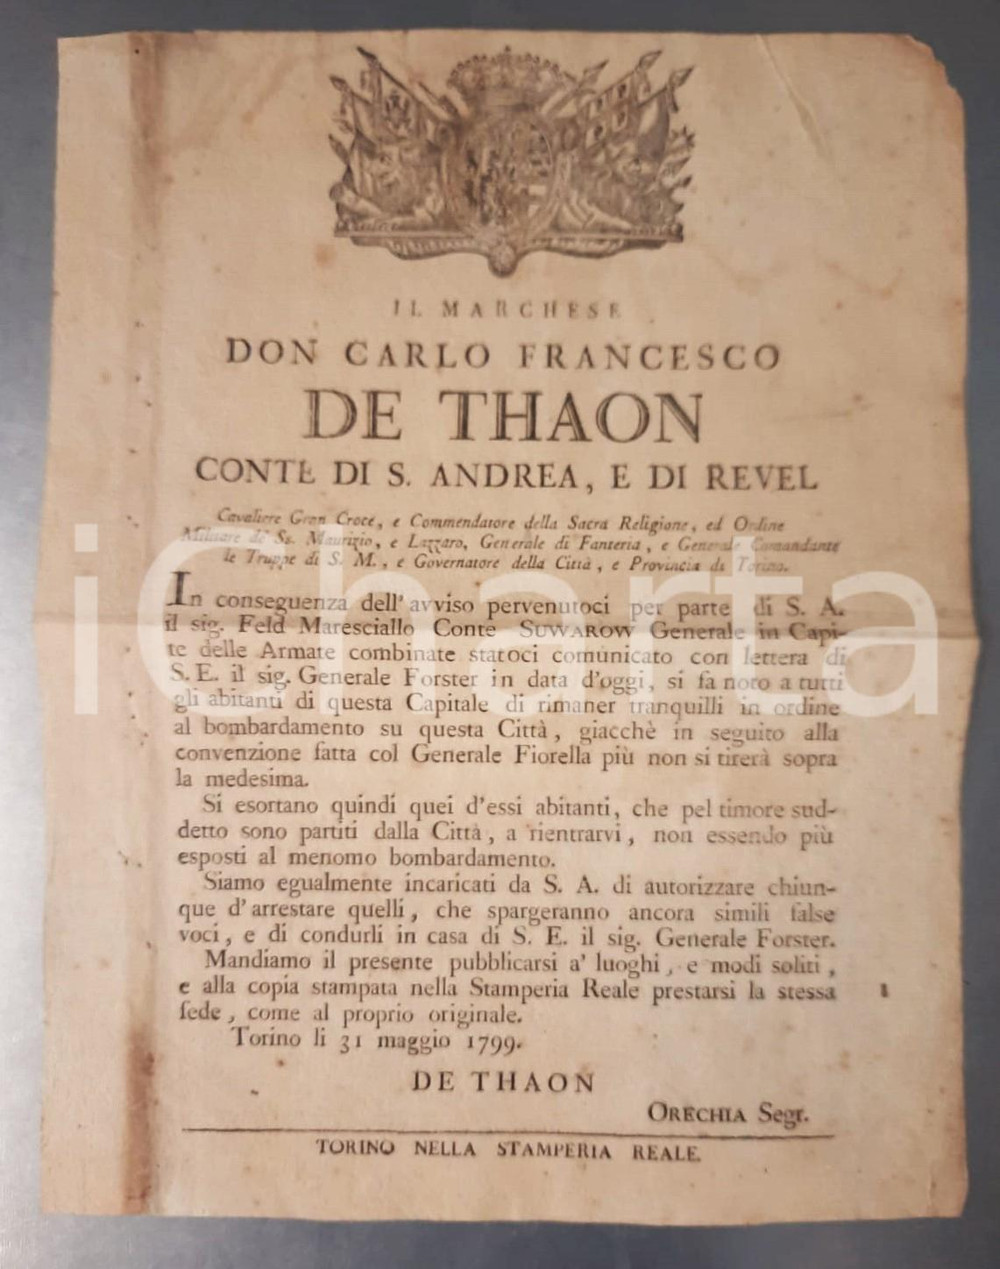 IL MARCHESE
DON CARLO FRANCESCO
DE THAON
CONTE DI S. ANDREA, E DI REVEL
Cavaliere Gran Croce, e Commendatore della Sacra Religione, ed Ordine
Militare de' Ss. Maurizio, e Lazzaro, Generale di Fanteria, e Generale Comandante
le Truppe di S. M., e Governatore della Città, e Provincia di Torino.
In conseguenza dell'avviso pervenutoci per parte di S. A.
il sig. Feld Maresciallo Conte SUWAROW Generale in Capi-
te delle Armate combinate statoci comunicato con lettera di
S. E. il sig. Generale Forster in data d'oggi, si fa noto a tutti
gli abitanti di questa Capitale di rimaner tranquilli in ordine
al bombardamento su questa Città, giacchè in seguito alla
convenzione fatta col Generale Fiorella più non si tirerà sopra
la medesima.
Si esortano quindi quei d'essi abitanti, che pel timore sud-
detto sono partiti dalla Città, a rientrarvi, non essendo più
esposti al menomo bombardamento.
Siamo egualmente incaricati da S. A. di autorizzare chiun-
que d'arrestare quelli, che spargeranno ancora simili false
voci, e di condurli in casa di S. E. il sig. Generale Forster.
Mandiamo il presente pubblicarsi a' luoghi, e modi soliti,
e alla copia stampata nella Stamperia Reale prestarsi la stessa
fede, come al proprio originale.
Torino li 31 maggio 1799.
DE THAON
ORECHIA Segr.
TORINO NELLA STAMPERIA REALE.
iCharta